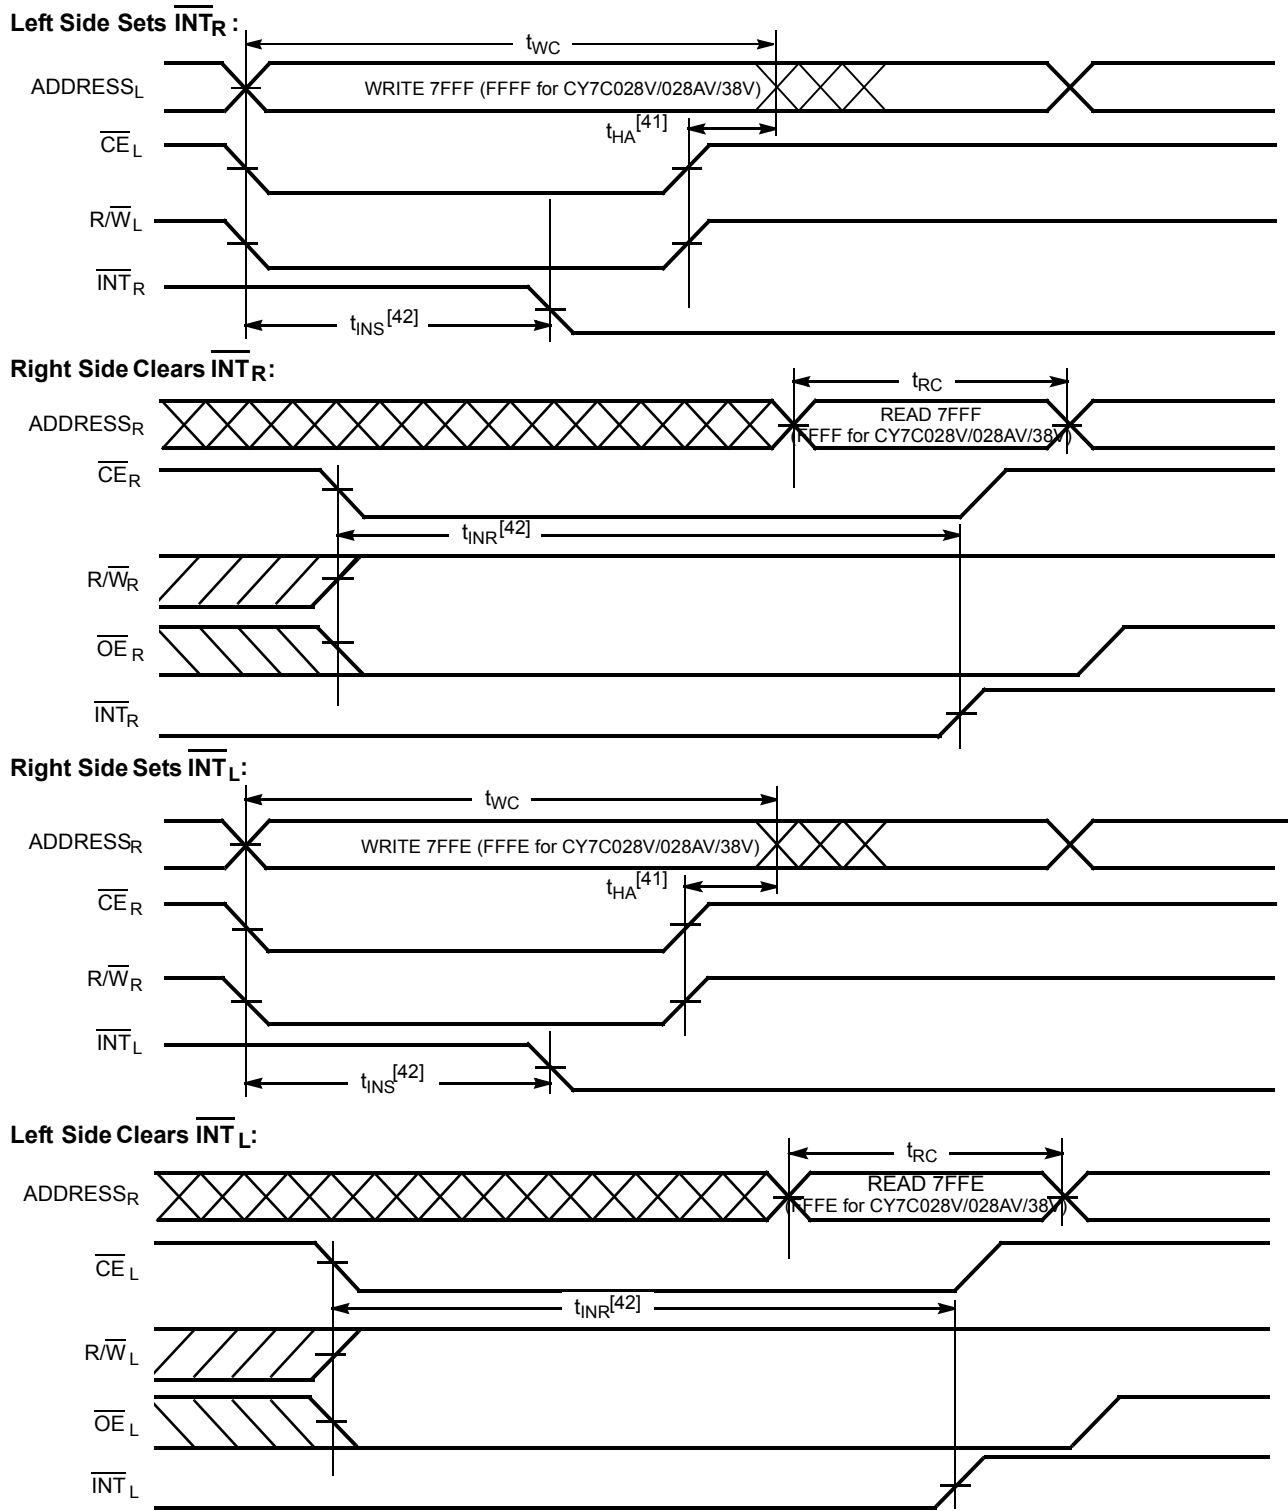 Left Side Sets INTR :
tWC
ADDRESSL
WRITE 7FFF (FFFF for CY7C028V/028AV/38V)
tHA[41]
CEL
R/WL
INTR
tINS[42]
Right Side Clears INTR:
tRC
ADDRESSR
READ 7FFF
(FFFF for CY7C028V/028AV/38V)
CER
tINR[42]
R/WR
OER
INTR
Right Side Sets INTL:
tWC
ADDRESSR
WRITE 7FFE (FFFE for CY7C028V/028AV/38V)
tHA[41]
CER
R/WR
INTL
tINS[42]
Left Side Clears INTL:
tRC
ADDRESSR
READ 7FFE
(FFFE for CY7C028V/028AV/38V)
CEL
tINR[42]
R/WL
OEL
INTL